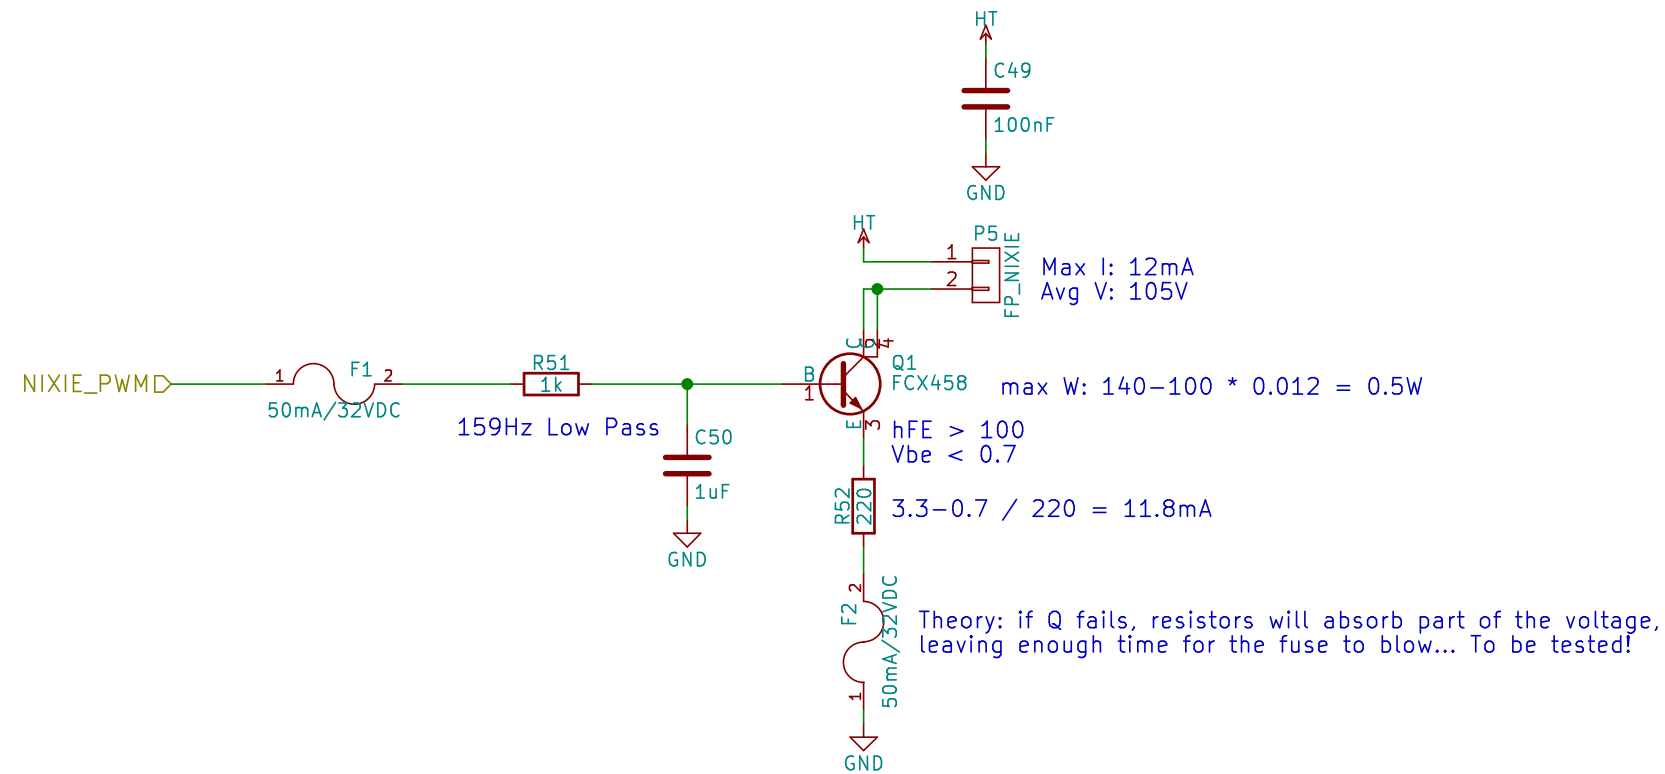 HT
C49
100nF
GND
HT
P5
FP_NIXIE
1
2
Max I: 12mA
Avg V: 105V
NIXIE_PWM
1
F1
2
50mA/32VDC
R51
1k
159Hz Low Pass
C50
1uF
GND
B
1
C
4
Q1
FCX458
max W: 140-100 * 0.012 = 0.5W
E
3
hFE > 100
Vbe < 0.7
R52
220
3.3-0.7 / 220 = 11.8mA
2
F2
50mA/32VDC
1
Theory: if Q fails, resistors will absorb part of the voltage,
leaving enough time for the fuse to blow... To be tested!
GND